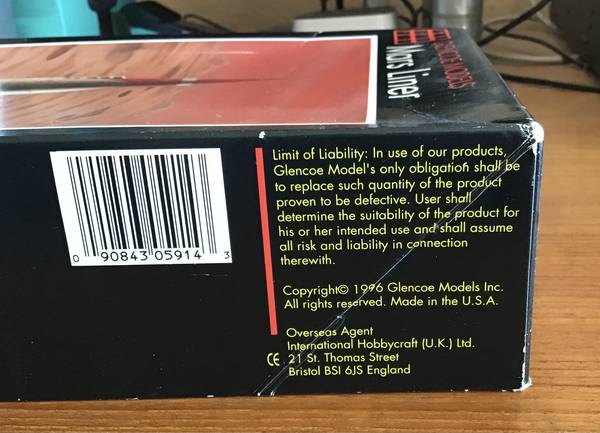 GLENCOE MODELS
Mars Liner
Limit of Liability: In use of our products,
Glencoe Model's only obligation shall be
to replace such quantity of the product
proven to be defective. User shall
determine the suitability of the product for
his or her intended use and shall assume
all risk and liability in connection
therewith.
Copyright© 1996 Glencoe Models Inc.
All rights reserved. Made in the U.S.A.
Overseas Agent
International Hobbycraft (U.K.) Ltd.
CE 21 St. Thomas Street
Bristol BSI 6JS England
0 90843 05914 3